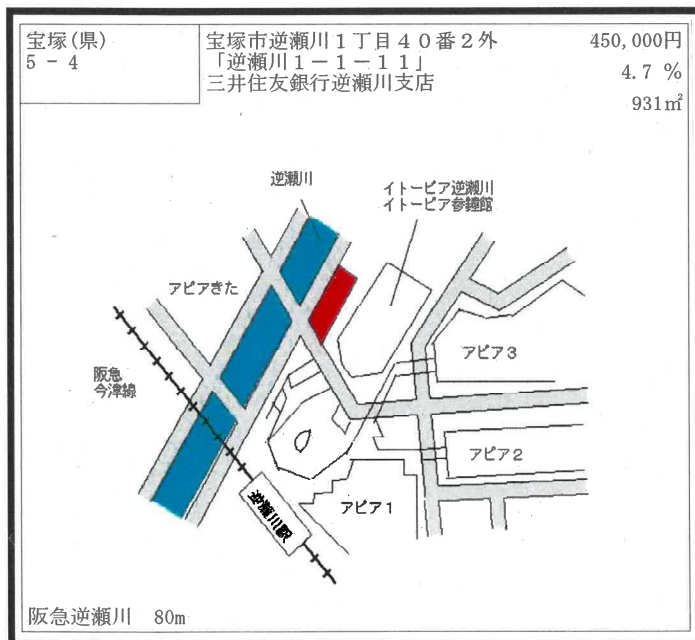 宝塚(県)
5 - 4
宝塚市逆瀬川1丁目40番2外
「逆瀬川1-1-11」
三井住友銀行逆瀬川支店
450,000円
4.7 %
931㎡
逆瀬川
イトーピア逆瀬川
イトーピア参鐘館
アピアきた
アピア3
阪急
今津線
アピア2
アピア1
逆瀬川駅
阪急逆瀬川 80m